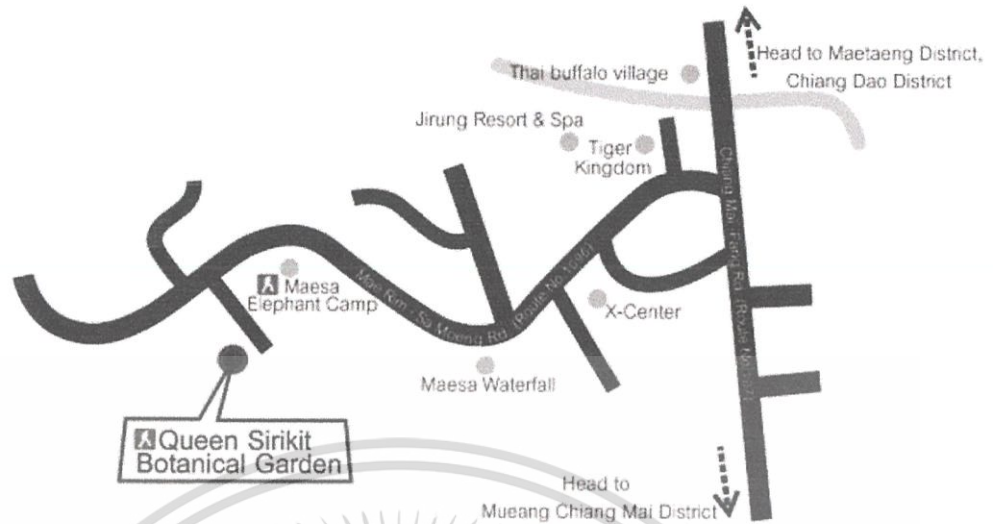 Head to Maetaeng District,
Chiang Dao District
Thai buffalo village
Jirung Resort & Spa
Tiger
Kingdom
Chiang Mai-Fang Rd. (Route
Maesa
Elephant Camp
Mae Rim - Sa Moeng Rd. (Route No.1096)
X-Center
Maesa Waterfall
Queen Sirikit
Botanical Garden
Head to
Mueang Chiang Mai District